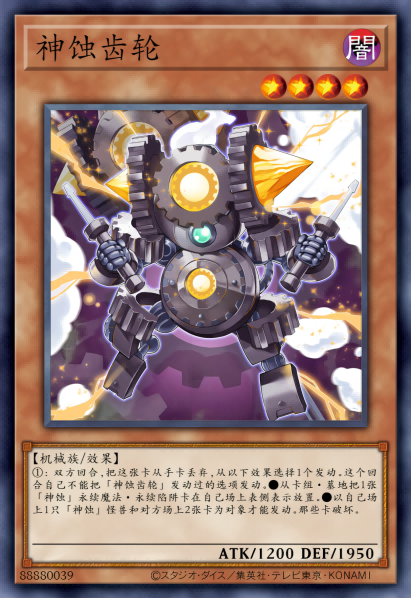 神蚀齿轮
闇
【机械族/效果】
①：双方回合，把这张卡从手卡丢弃，从以下效果选择1个发动。这个回
合自己不能把「神蚀齿轮」发动过的选项发动。●从卡组・墓地把1张
「神蚀」永续魔法・永续陷阱卡在自己场上表侧表示放置。●以自己场
上1只「神蚀」怪兽和对方场上2张卡为对象才能发动。那些卡破坏。
ATK/1200 DEF/1950
88880039
©スタジオ・ダイス／集英社・テレビ東京・KONAMI